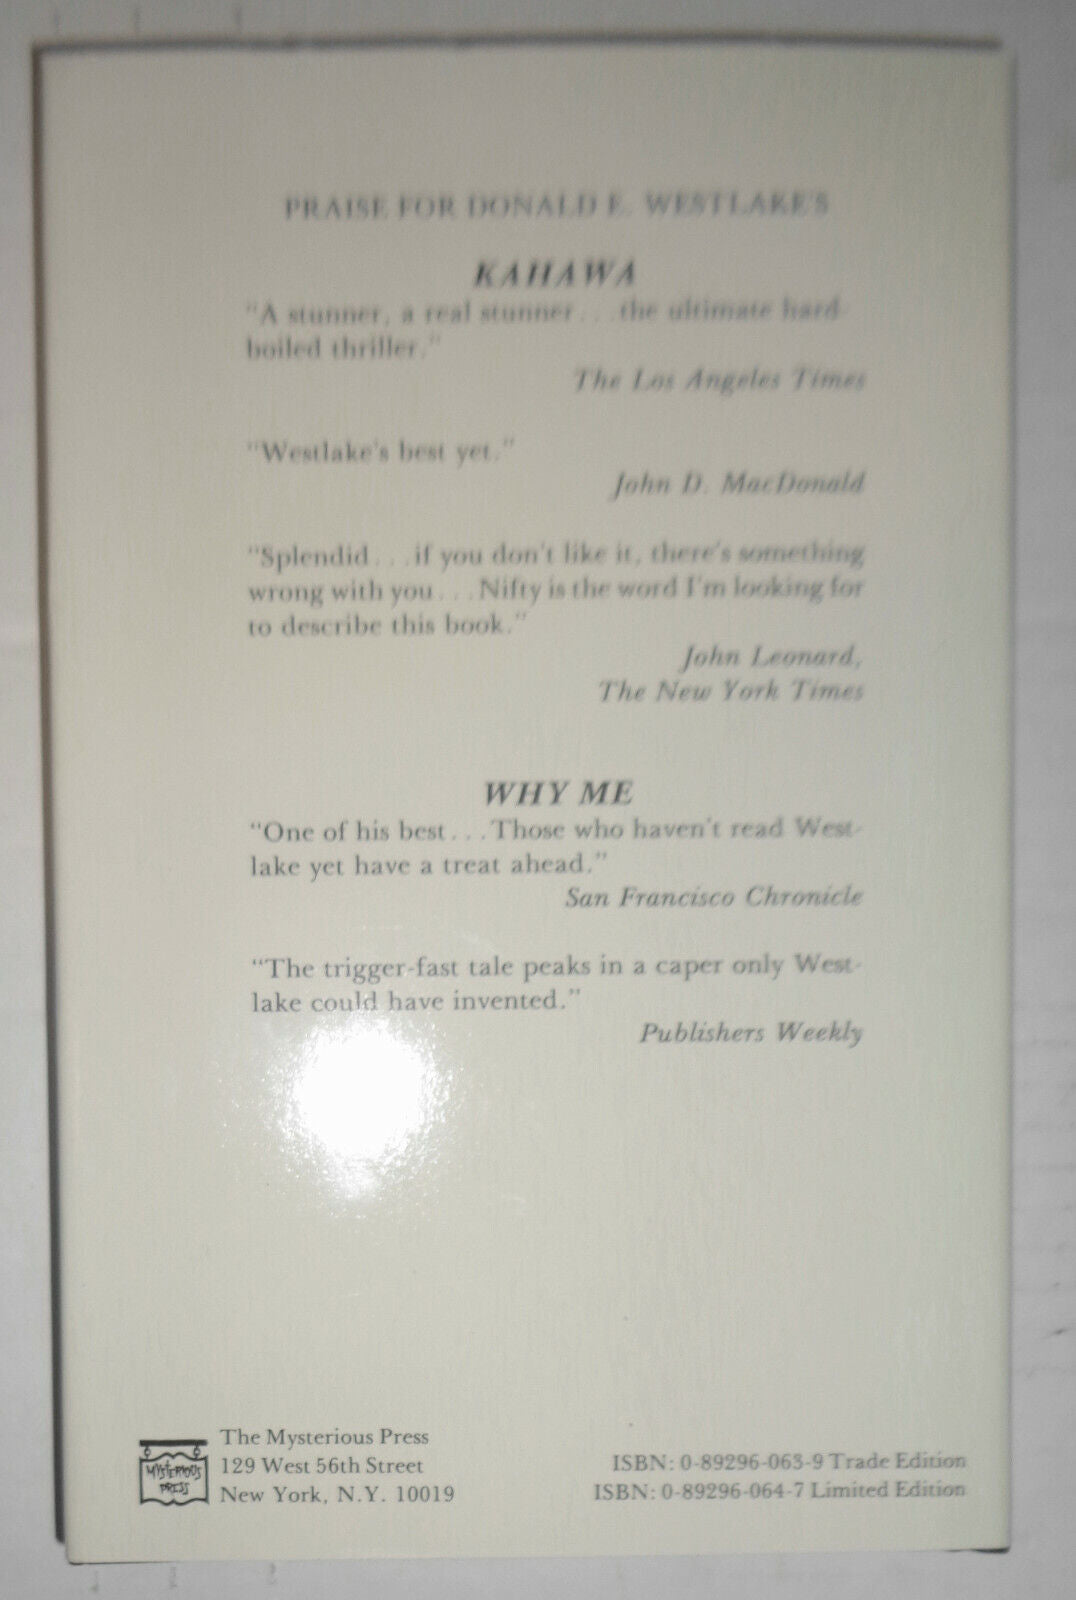 PRAISE FOR DONALD E. WESTLAKE'S
KAHAWA
"A stunner, a real stunner...the ultimate hard-
boiled thriller."
The Los Angeles Times
"Westlake's best yet."
John D. MacDonald
"Splendid...if you don't like it, there's something
wrong with you...Nifty is the word I'm looking for
to describe this book."
John Leonard,
The New York Times
WHY ME
"One of his best...Those who haven't read West-
lake yet have a treat ahead."
San Francisco Chronicle
"The trigger-fast tale peaks in a caper only West-
lake could have invented."
Publishers Weekly
MYSTERIOUS
PRESS
The Mysterious Press
129 West 56th Street
New York, N.Y. 10019
ISBN: 0-89296-063-9 Trade Edition
ISBN: 0-89296-064-7 Limited Edition